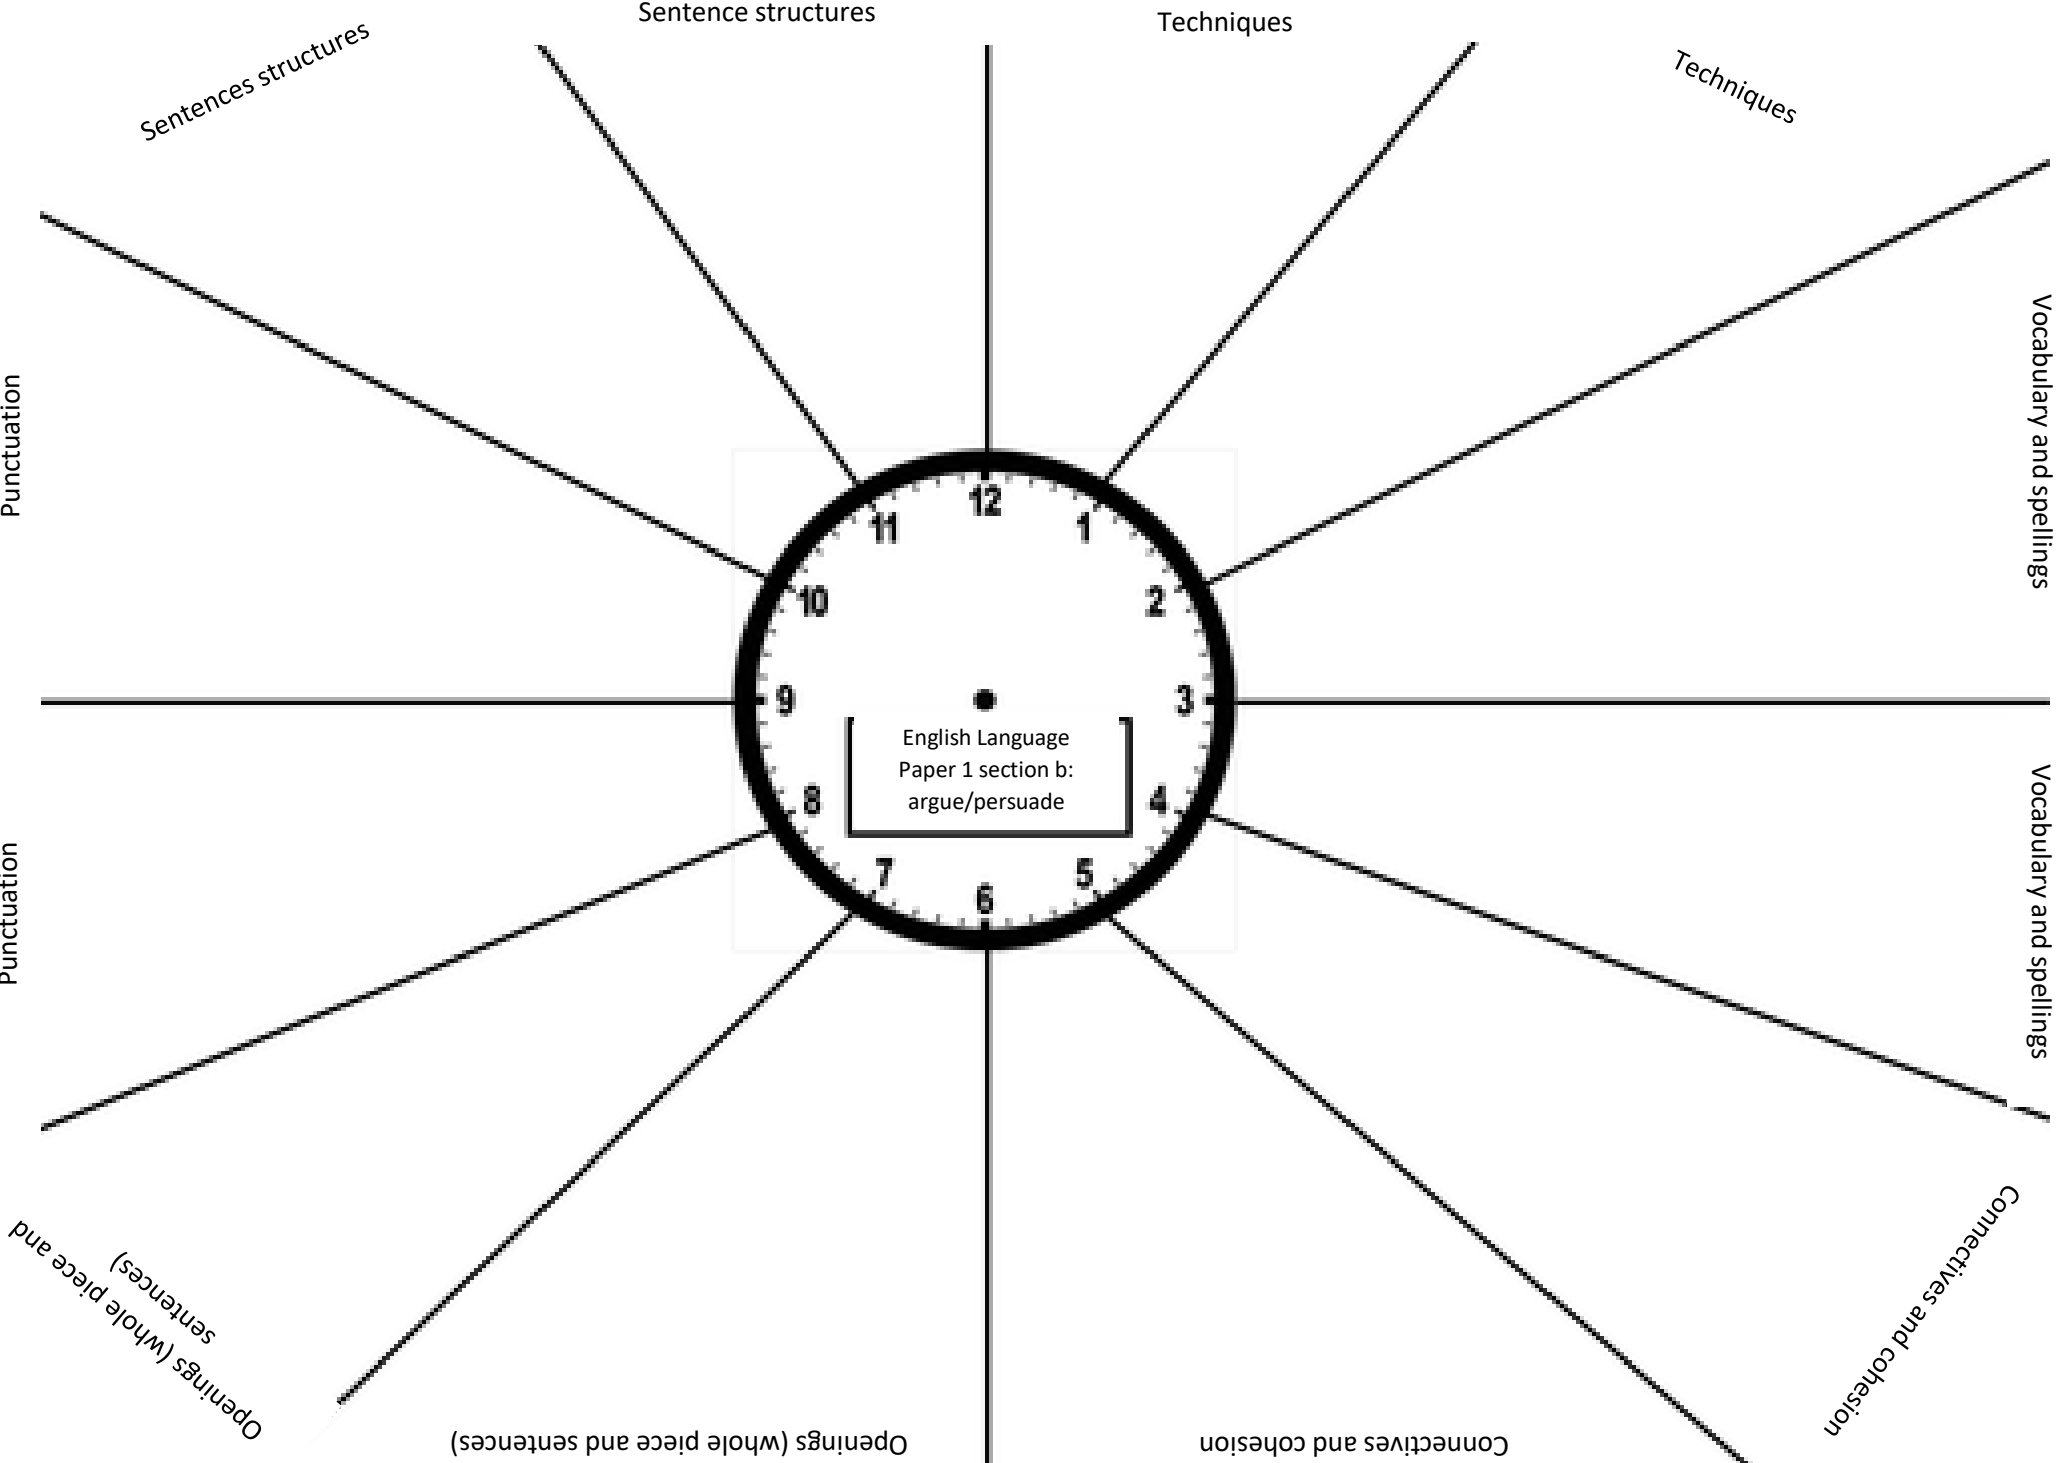 Sentence structures
Techniques
Sentences structures
Techniques
Punctuation
Vocabulary and spellings
12
11
1
10
2
9
3
English Language
Paper 1 section b:
argue/persuade
8
4
7
5
6
Punctuation
Vocabulary and spellings
Openings (whole piece and
sentences)
Connectives and cohesion
Openings (whole piece and sentences)
Connectives and cohesion